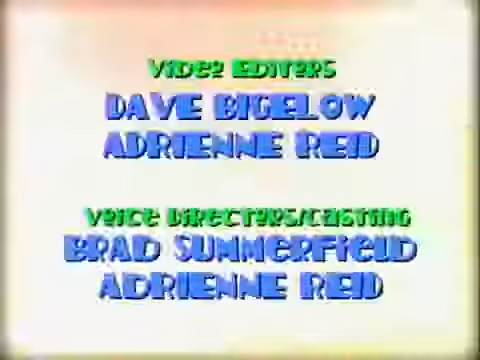 Video Editors
Dave Bigelow
Adrienne Reid
Voice Directors/Casting
Brad Summerfield
Adrienne Reid